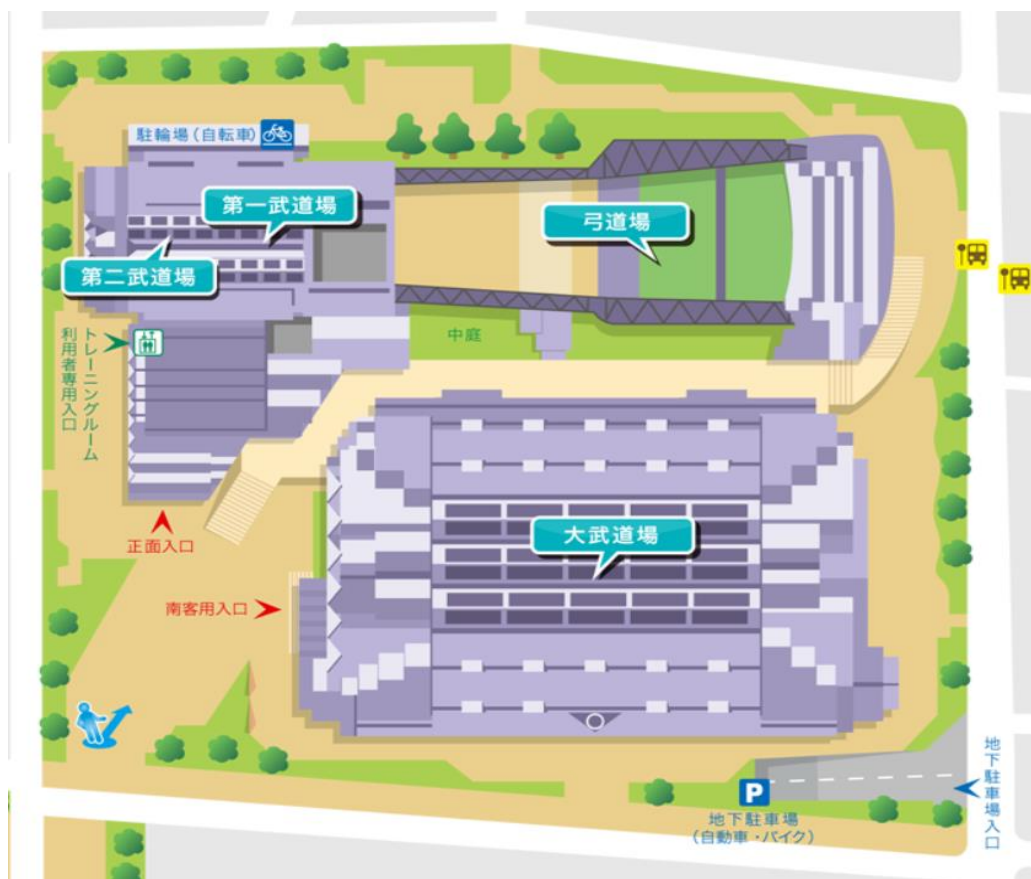 駐輪場(自転車)
第一武道場
弓道場
第二武道場
中庭
トレーニングルーム
利用者専用入口
大武道場
正面入口
南客用入口
地下駐車場入口
P
地下駐車場
(自動車・バイク)